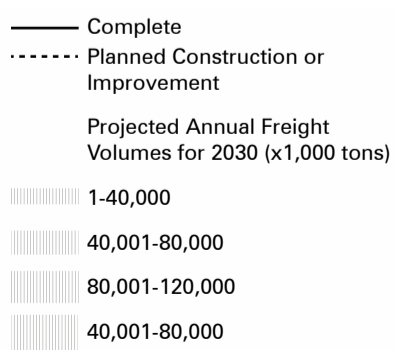 Complete
Planned Construction or
Improvement
Projected Annual Freight
Volumes for 2030 (x1,000 tons)
1-40,000
40,001-80,000
80,001-120,000
40,001-80,000